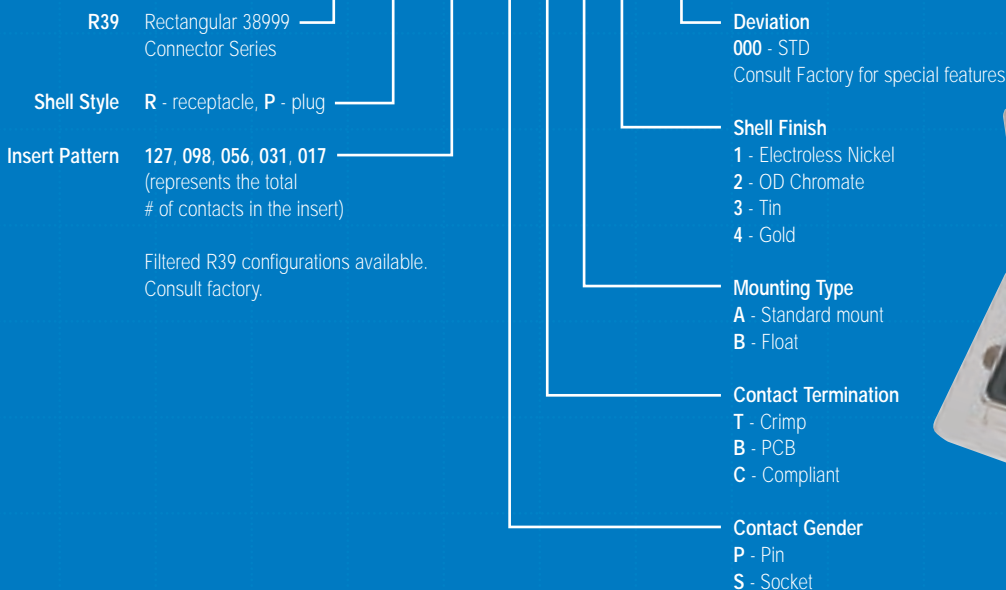 R39 Rectangular 38999
Connector Series
Shell Style R - receptacle, P - plug
Insert Pattern 127, 098, 056, 031, 017
(represents the total
# of contacts in the insert)
Filtered R39 configurations available.
Consult factory.
Deviation
000 - STD
Consult Factory for special features
Shell Finish
1 - Electroless Nickel
2 - OD Chromate
3 - Tin
4 - Gold
Mounting Type
A - Standard mount
B - Float
Contact Termination
T - Crimp
B - PCB
C - Compliant
Contact Gender
P - Pin
S - Socket